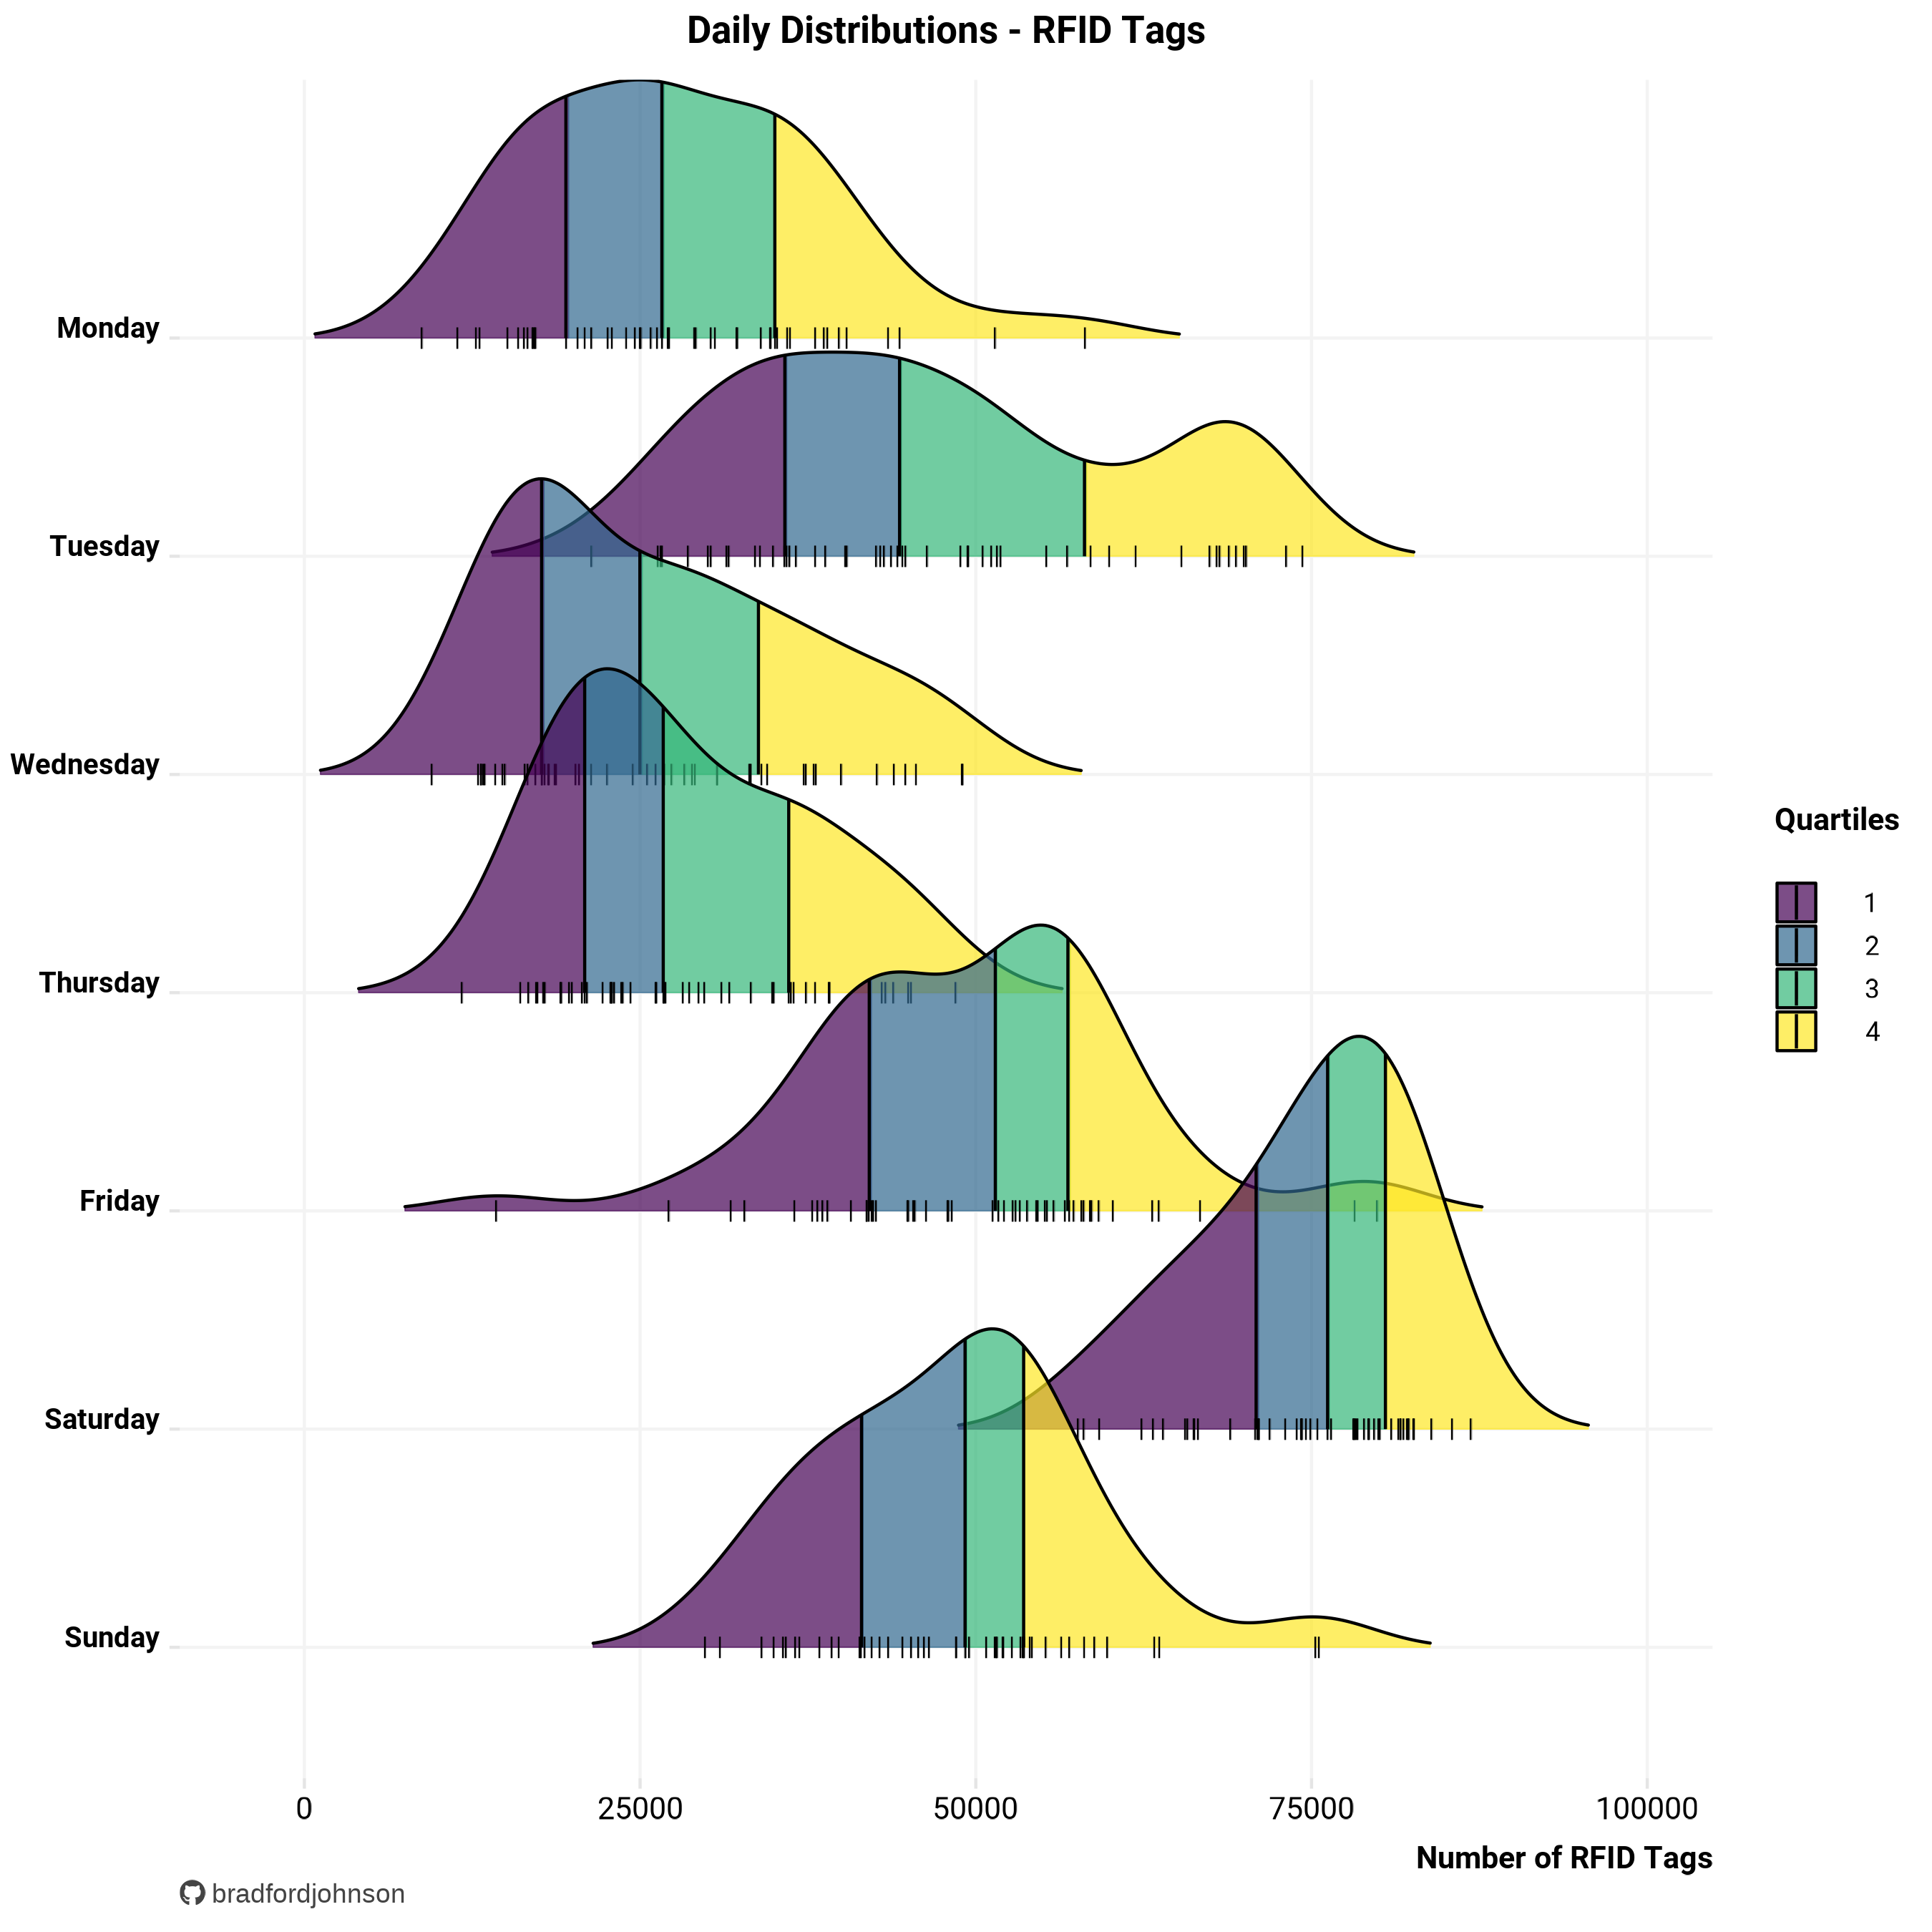 Daily Distributions - RFID Tags
Monday
Tuesday
Wednesday
Thursday
Friday
Saturday
Sunday
Quartiles
1
2
3
4
0 25000 50000 75000 100000
Number of RFID Tags
bradfordjohnson